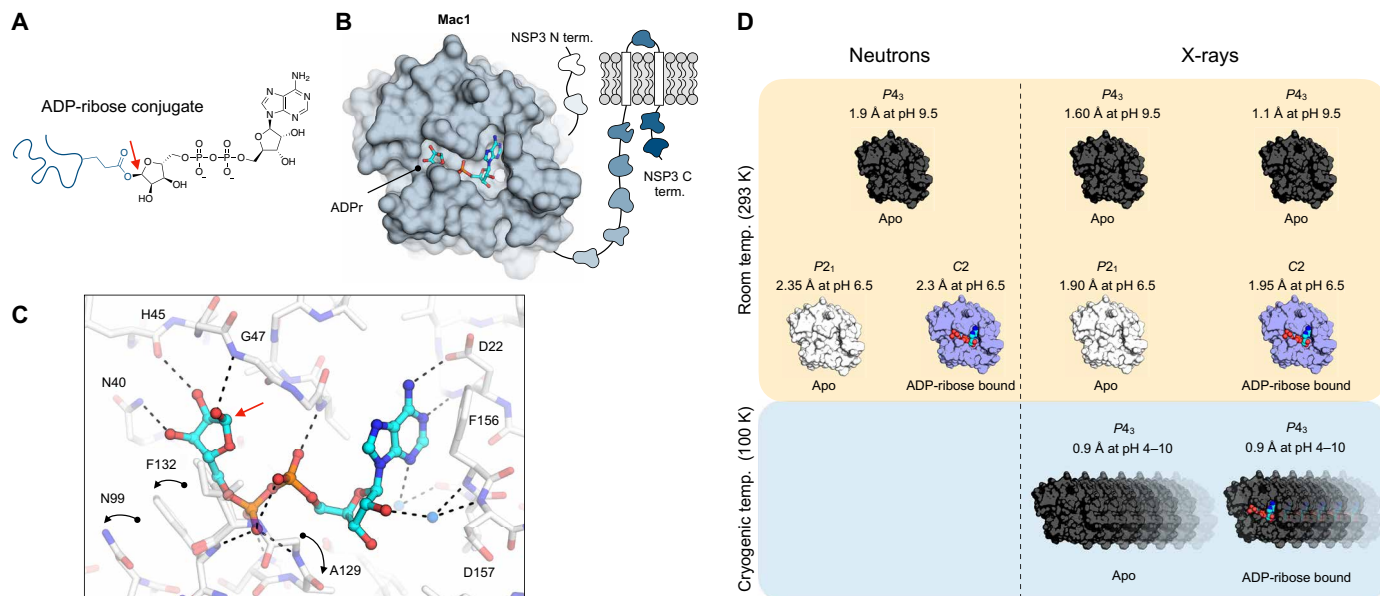 A
ADP-ribose conjugate
O
O
O
HO
OH
O
P
O
O−
O
P
O
O−
O
O
OH
OH
N
N
N
N
NH2
B
Mac1
NSP3 N term.
NSP3 C
term.
ADPr
C
H45
G47
D22
N40
F156
F132
N99
A129
D157
D
Neutrons
X-rays
Room temp. (293 K)
P43
1.9 Å at pH 9.5
Apo
P43
1.60 Å at pH 9.5
Apo
P43
1.1 Å at pH 9.5
Apo
P21
2.35 Å at pH 6.5
Apo
C2
2.3 Å at pH 6.5
ADP-ribose bound
P21
1.90 Å at pH 6.5
Apo
C2
1.95 Å at pH 6.5
ADP-ribose bound
Cryogenic temp. (100 K)
P43
0.9 Å at pH 4–10
Apo
P43
0.9 Å at pH 4–10
ADP-ribose bound